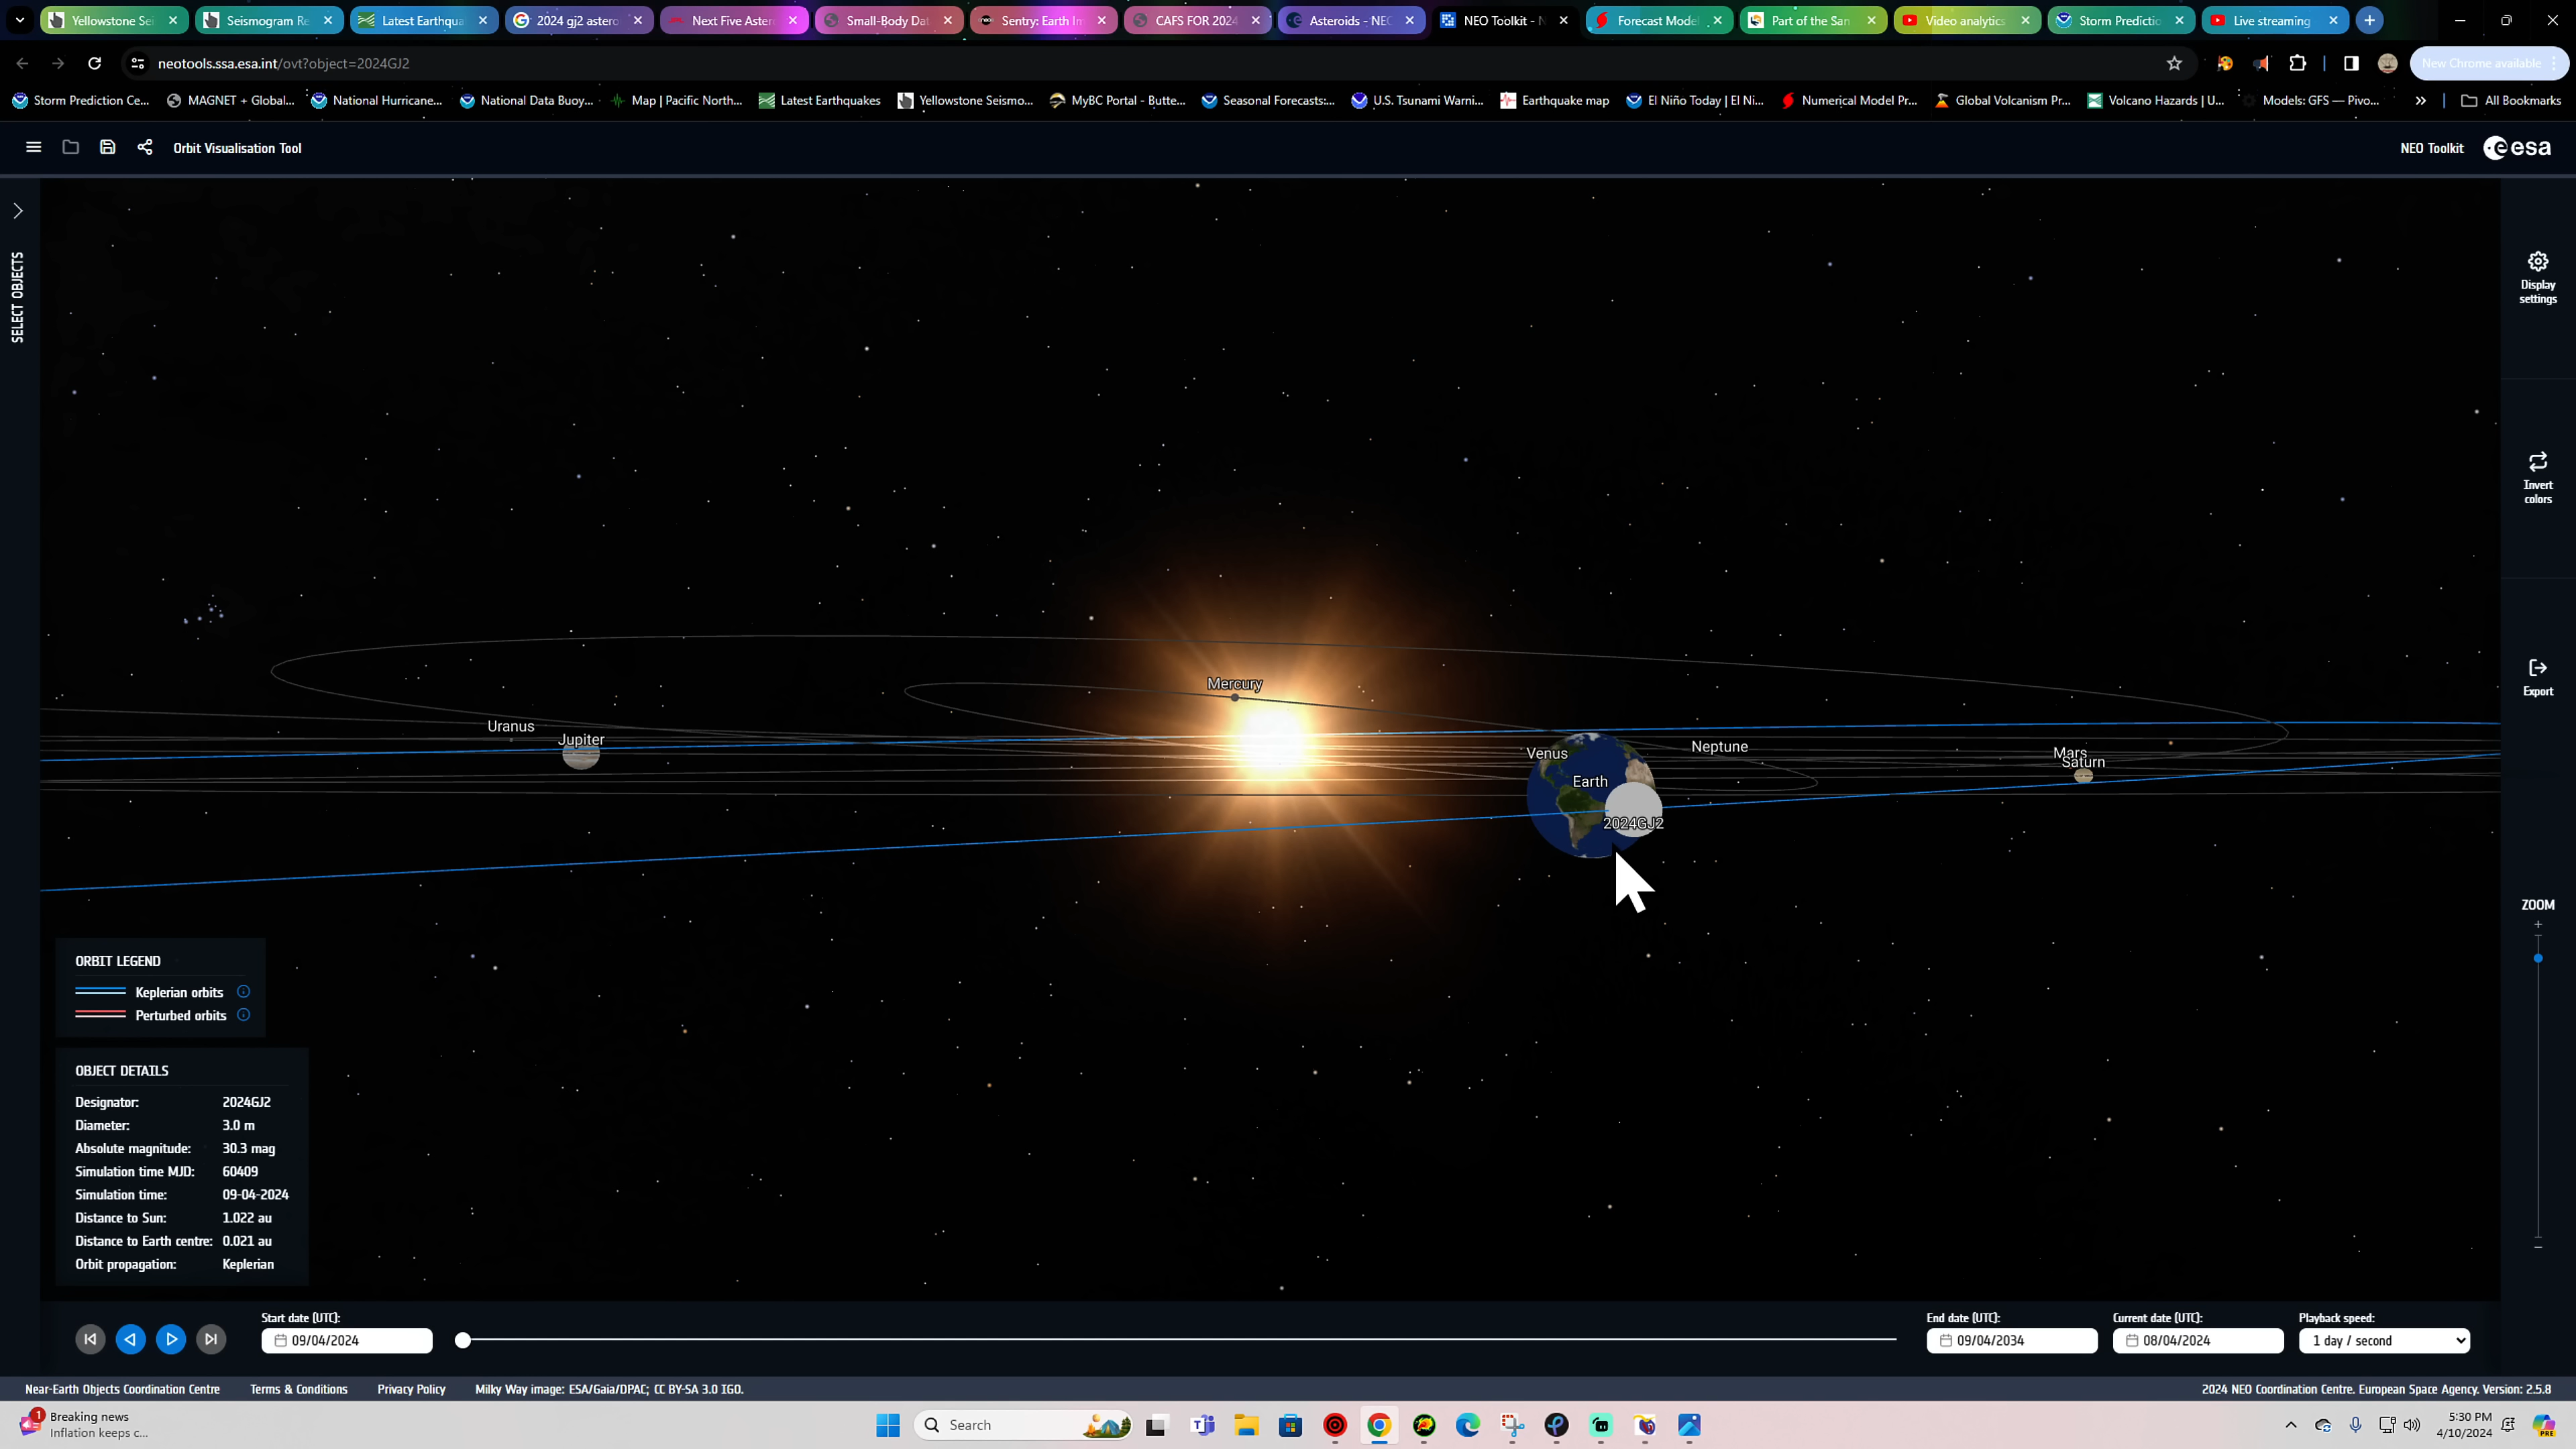 Yellowstone Sei
Seismogram Re
Latest Earthqua
2024 gj2 astero
Next Five Aster
Small-Body Dat
Sentry: Earth Im
CAFS FOR 2024
Asteroids - NEO
NEO Toolkit - N
Forecast Model
Part of the San
Video analytics
Storm Predictio
Live streaming
neotools.ssa.esa.int/ovt?object=2024GJ2
New Chrome available
Storm Prediction Ce...
MAGNET + Global...
National Hurricane...
National Data Buoy...
Map | Pacific North...
Latest Earthquakes
Yellowstone Seismo...
MyBC Portal - Butte...
Seasonal Forecasts:...
U.S. Tsunami Warni...
Earthquake map
El Niño Today | El Ni...
Numerical Model Pr...
Global Volcanism Pr...
Volcano Hazards | U...
Models: GFS — Pivo...
All Bookmarks
Orbit Visualisation Tool
NEO Toolkit
esa
SELECT OBJECTS
Display
settings
Invert
colors
Export
ZOOM
+
−
Mercury
Uranus
Jupiter
Venus
Earth
2024GJ2
Neptune
Mars
Saturn
ORBIT LEGEND
Keplerian orbits
Perturbed orbits
OBJECT DETAILS
Designator: 2024GJ2
Diameter: 3.0 m
Absolute magnitude: 30.3 mag
Simulation time MJD: 60409
Simulation time: 09-04-2024
Distance to Sun: 1.022 au
Distance to Earth centre: 0.021 au
Orbit propagation: Keplerian
Start date (UTC):
09/04/2024
End date (UTC):
09/04/2034
Current date (UTC):
08/04/2024
Playback speed:
1 day / second
Near-Earth Objects Coordination Centre
Terms & Conditions
Privacy Policy
Milky Way image: ESA/Gaia/DPAC; CC BY-SA 3.0 IGO.
2024 NEO Coordination Centre. European Space Agency. Version: 2.5.8
1
Breaking news
Inflation keeps c...
Search
5:30 PM
4/10/2024
PRE